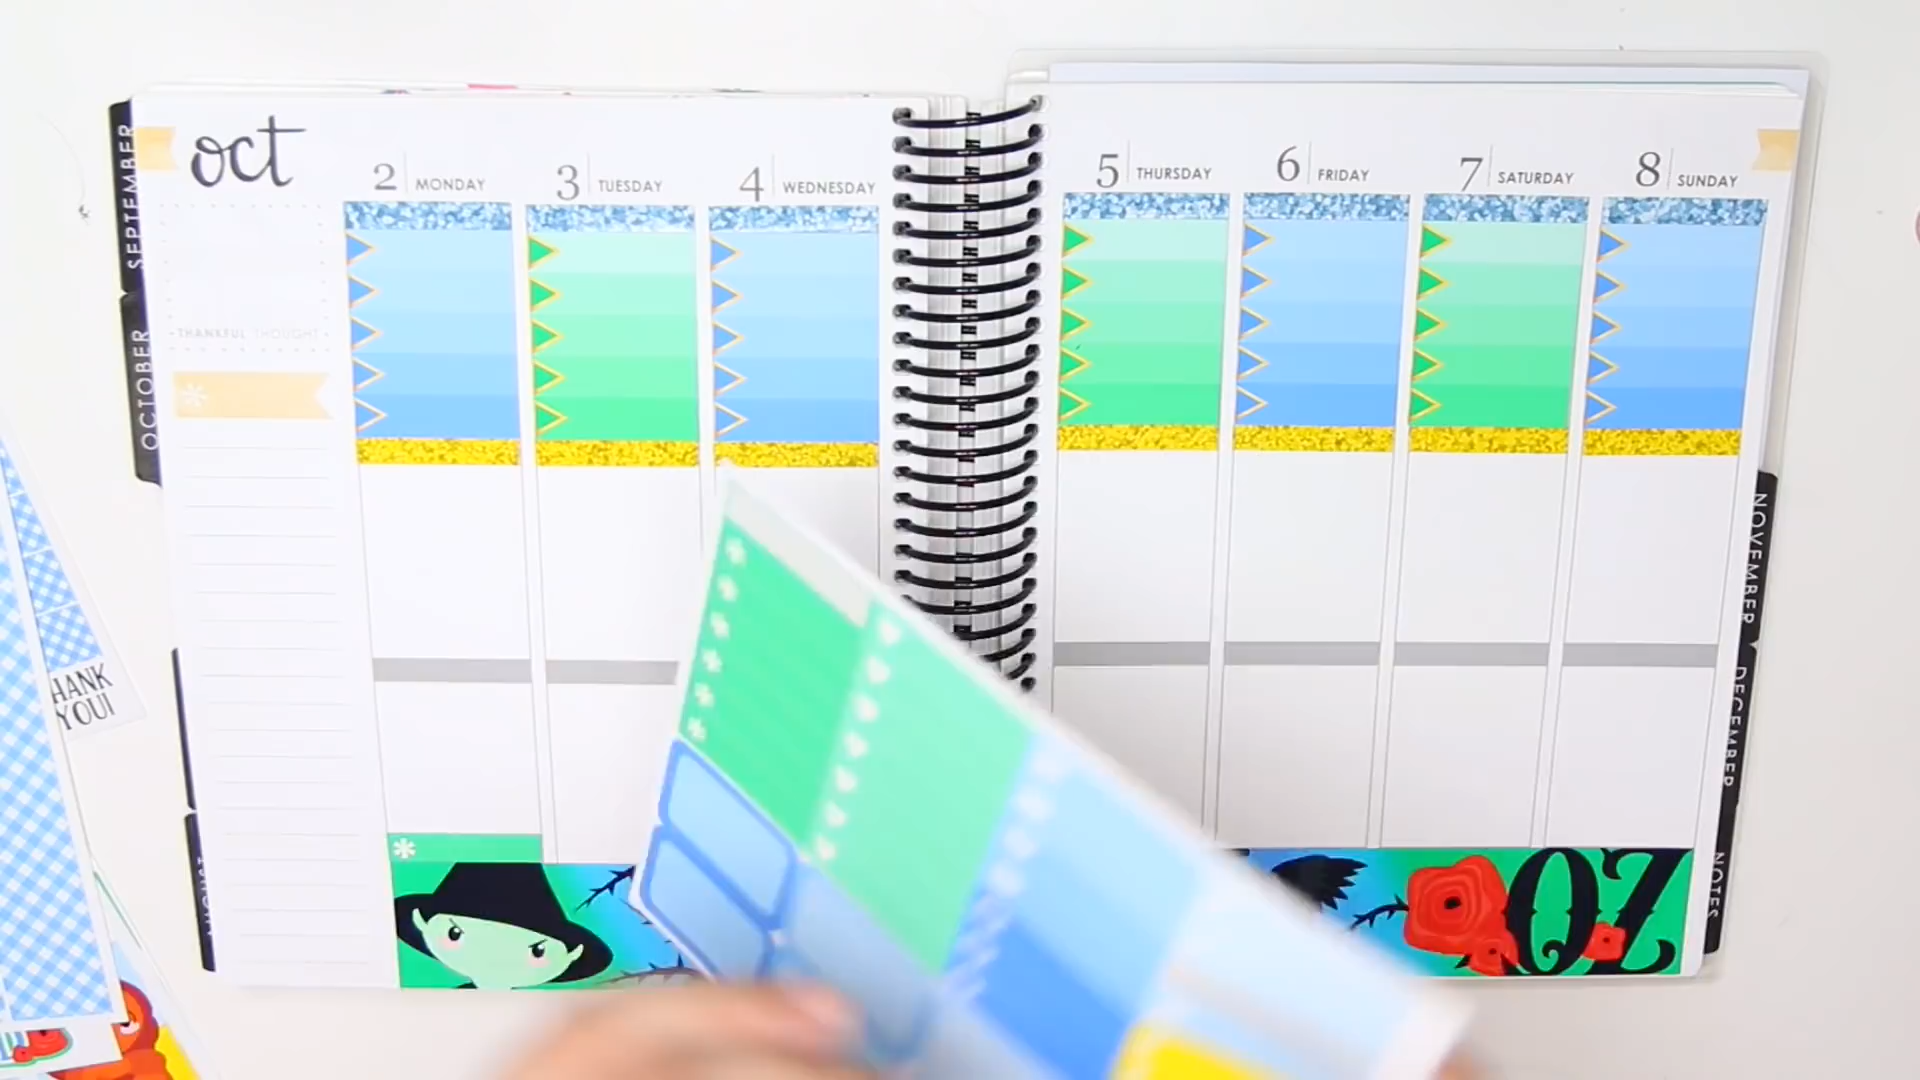 oct
2 MONDAY
3 TUESDAY
4 WEDNESDAY
5 THURSDAY
6 FRIDAY
7 SATURDAY
8 SUNDAY
THANKFUL THOUGHT
SEPTEMBER
OCTOBER
NOVEMBER
DECEMBER
NOTES
HANK
YOU!
OZ